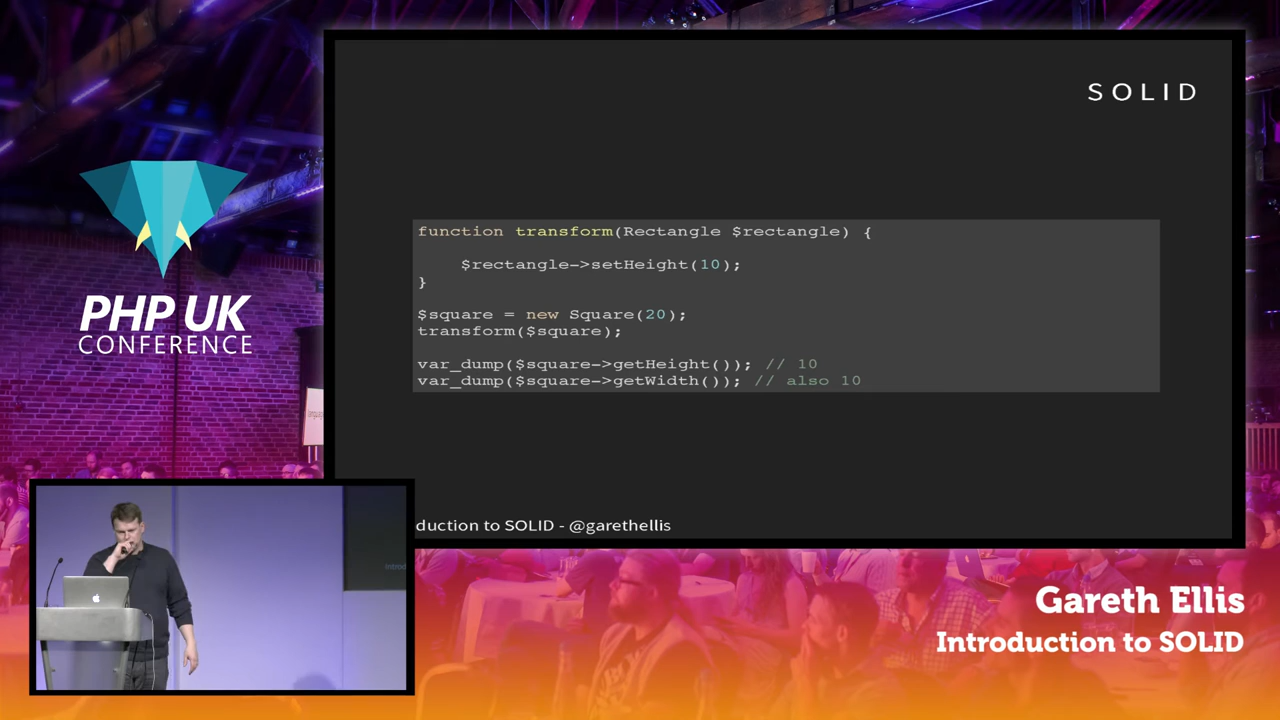 SOLID
function transform(Rectangle $rectangle) {
$rectangle->setHeight(10);
}
$square = new Square(20);
transform($square);
var_dump($square->getHeight()); // 10
var_dump($square->getWidth()); // also 10
duction to SOLID - @garethellis
PHP UK
CONFERENCE
Introd
Gareth Ellis
Introduction to SOLID